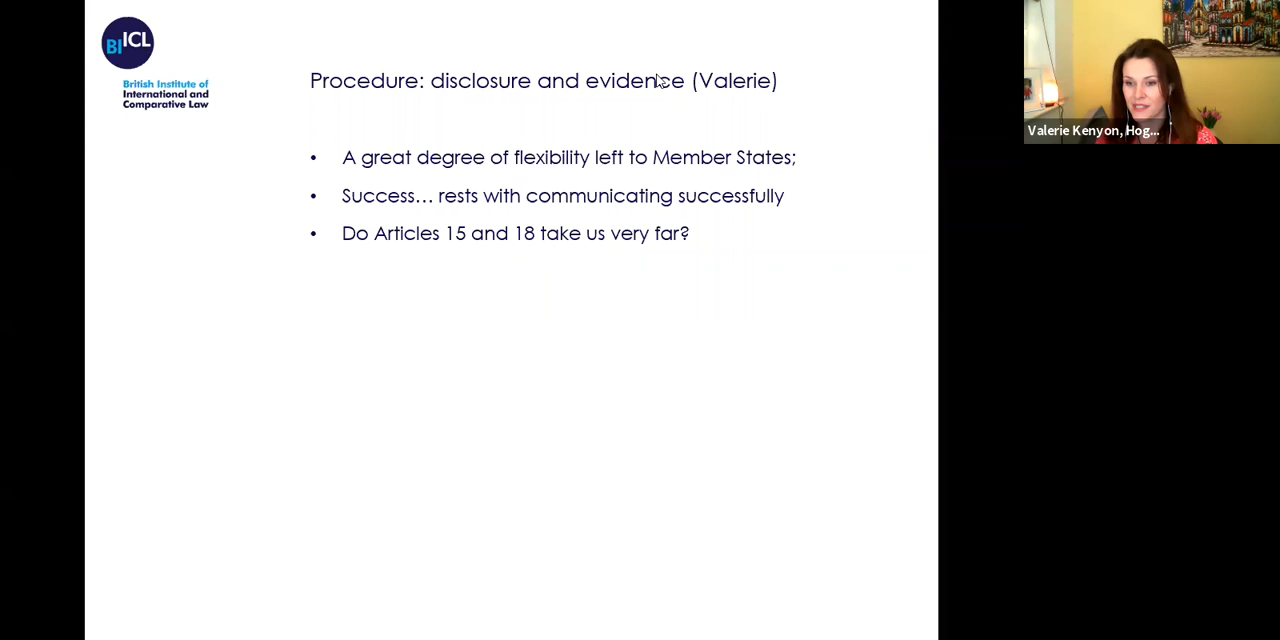 BIICL
British Institute of
International and
Comparative Law
Procedure: disclosure and evidence (Valerie)
• A great degree of flexibility left to Member States;
• Success… rests with communicating successfully
• Do Articles 15 and 18 take us very far?
Valerie Kenyon, Hog...